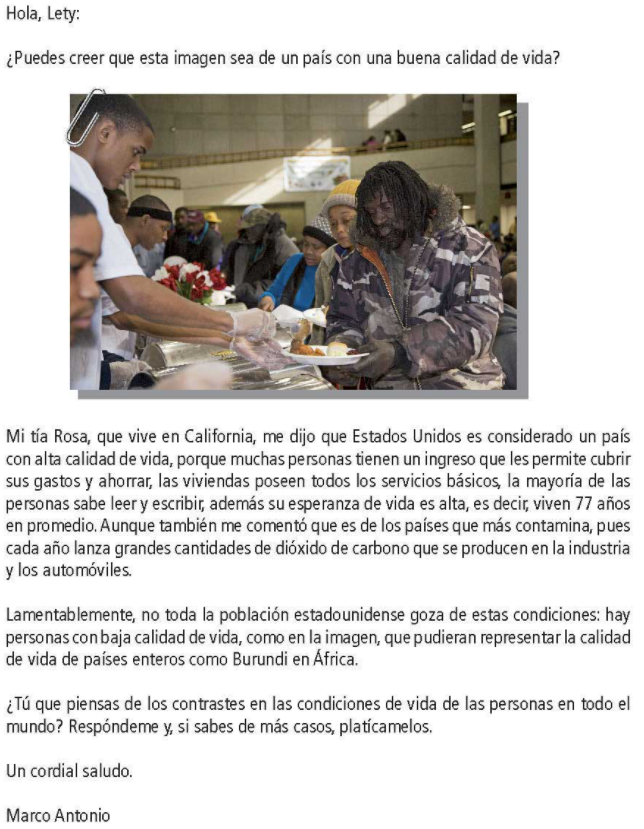 Hola, Lety:
¿Puedes creer que esta imagen sea de un país con una buena calidad de vida?
Mi tía Rosa, que vive en California, me dijo que Estados Unidos es considerado un país
con alta calidad de vida, porque muchas personas tienen un ingreso que les permite cubrir
sus gastos y ahorrar, las viviendas poseen todos los servicios básicos, la mayoría de las
personas sabe leer y escribir, además su esperanza de vida es alta, es decir, viven 77 años
en promedio. Aunque también me comentó que es de los países que más contamina, pues
cada año lanza grandes cantidades de dióxido de carbono que se producen en la industria
y los automóviles.
Lamentablemente, no toda la población estadounidense goza de estas condiciones: hay
personas con baja calidad de vida, como en la imagen, que pudieran representar la calidad
de vida de países enteros como Burundi en África.
¿Tú que piensas de los contrastes en las condiciones de vida de las personas en todo el
mundo? Respóndeme y, si sabes de más casos, platícamelos.
Un cordial saludo.
Marco Antonio